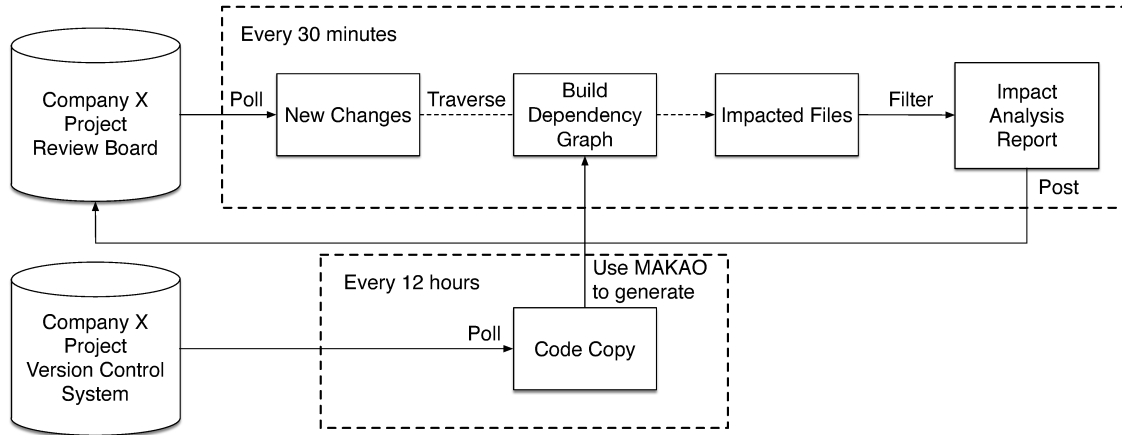 Every 30 minutes
Company X
Project
Review Board
Poll
New Changes
Traverse
Build
Dependency
Graph
Impacted Files
Filter
Impact
Analysis
Report
Post
Company X
Project
Version Control
System
Every 12 hours
Use MAKAO
to generate
Poll
Code Copy